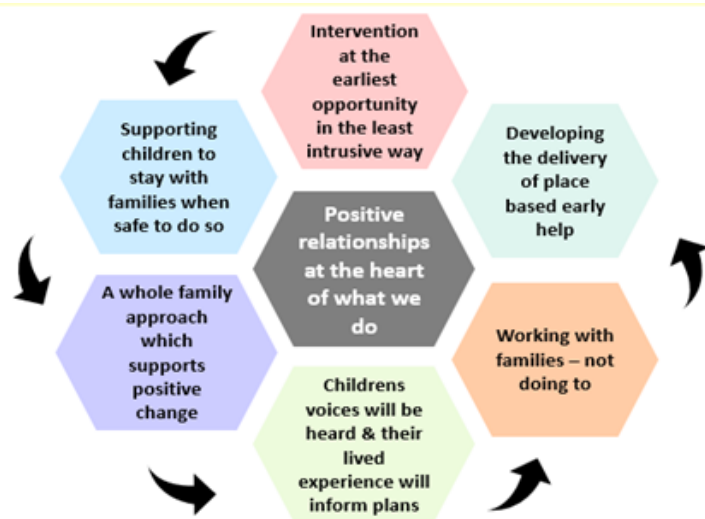 Intervention
at the
earliest
opportunity
in the least
intrusive way
Supporting
children to
stay with
families when
safe to do so
A whole family
approach
which
supports
positive
change
Childrens
voices will be
heard & their
lived
experience will
inform plans
Working with
families – not
doing to
Developing
the delivery
of place
based early
help
Positive
relationships
at the heart
of what we
do